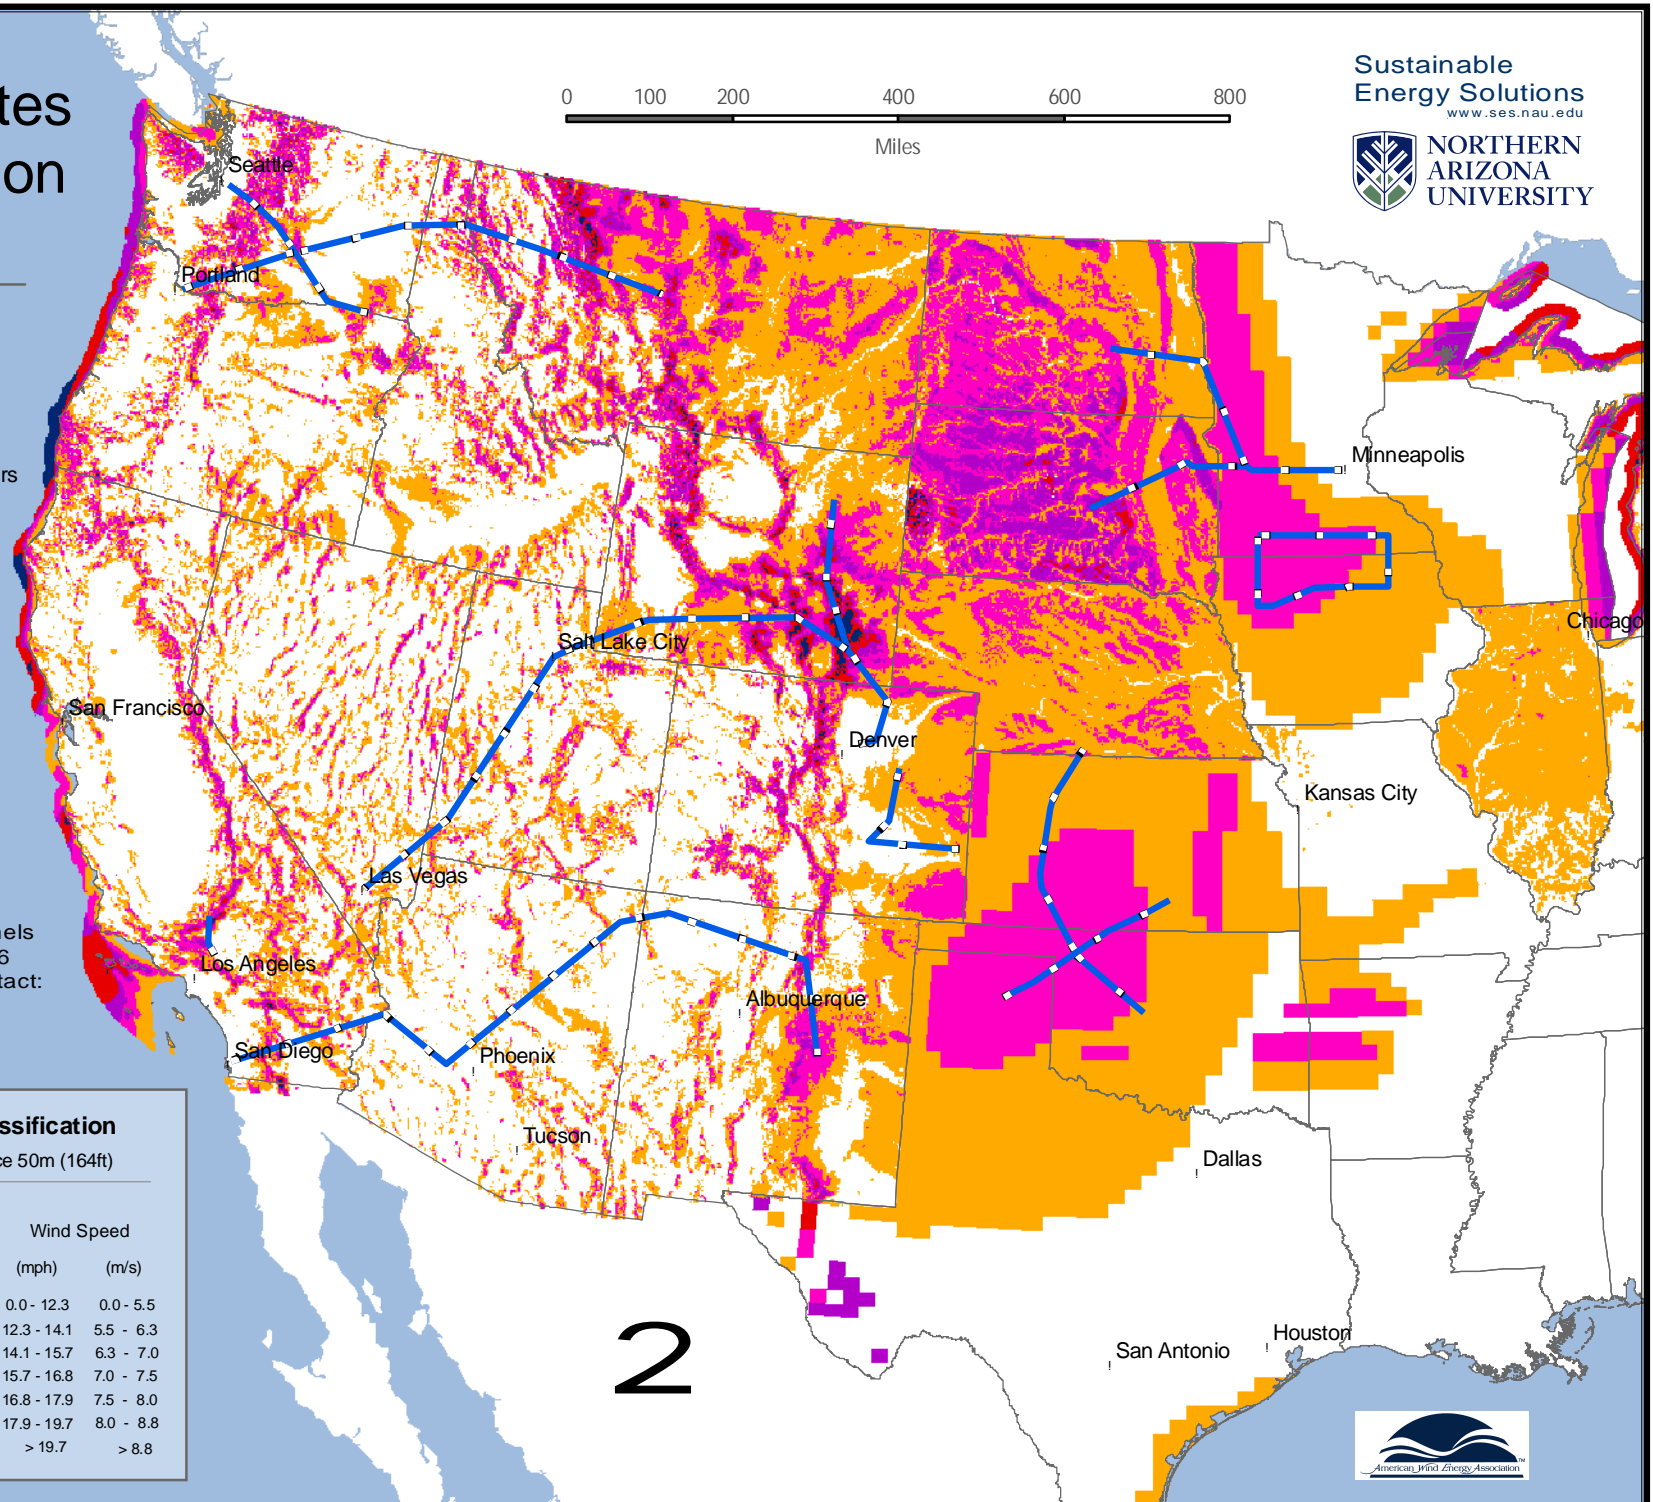 tes
on
0 100 200 400 600 800
Miles
Sustainable
Energy Solutions
www.ses.nau.edu
NORTHERN
ARIZONA
UNIVERSITY
Seattle
Portland
Minneapolis
rs
Chicago
Salt Lake City
San Francisco
Denver
Kansas City
Las Vegas
nels
6
tact:
Los Angeles
Albuquerque
San Diego
Phoenix
Tucson
Dallas
ssification
ce 50m (164ft)
Wind Speed
(mph) (m/s)
0.0 - 12.3 0.0 - 5.5
12.3 - 14.1 5.5 - 6.3
14.1 - 15.7 6.3 - 7.0
15.7 - 16.8 7.0 - 7.5
16.8 - 17.9 7.5 - 8.0
17.9 - 19.7 8.0 - 8.8
> 19.7 > 8.8
2
San Antonio
Houston
American Wind Energy Association